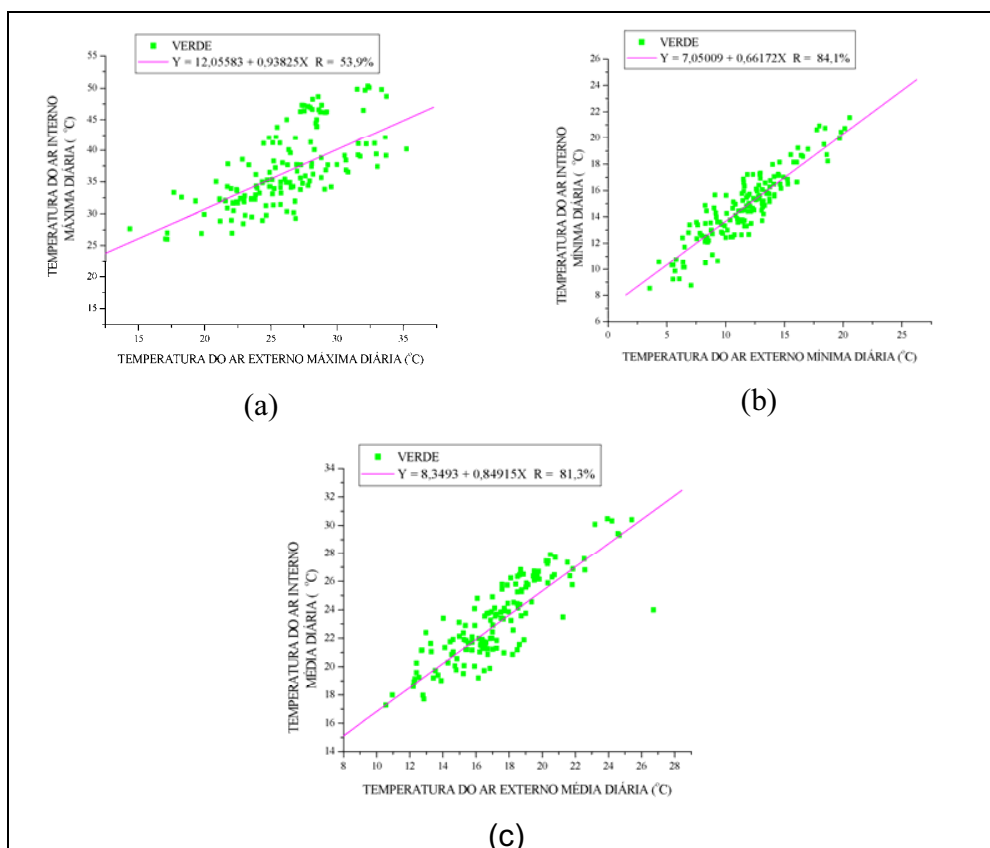 VERDE
Y = 12,05583 + 0,93825X R = 53,9%
TEMPERATURA DO AR INTERNO
MÁXIMA DIÁRIA ( °C)
55
50
45
40
35
30
25
20
15
15 20 25 30 35
TEMPERATURA DO AR EXTERNO MÁXIMA DIÁRIA (°C)
(a)
VERDE
Y = 7,05009 + 0,66172X R = 84,1%
TEMPERATURA DO AR INTERNO
MÍNIMA DIÁRIA ( °C)
26
24
22
20
18
16
14
12
10
8
6
0 5 10 15 20 25
TEMPERATURA DO AR EXTERNO MÍNIMA DIÁRIA (°C)
(b)
VERDE
Y = 8,3493 + 0,84915X R = 81,3%
TEMPERATURA DO AR INTERNO
MÉDIA DIÁRIA ( °C)
34
32
30
28
26
24
22
20
18
16
14
8 10 12 14 16 18 20 22 24 26 28
TEMPERATURA DO AR EXTERNO MÉDIA DIÁRIA (°C)
(c)